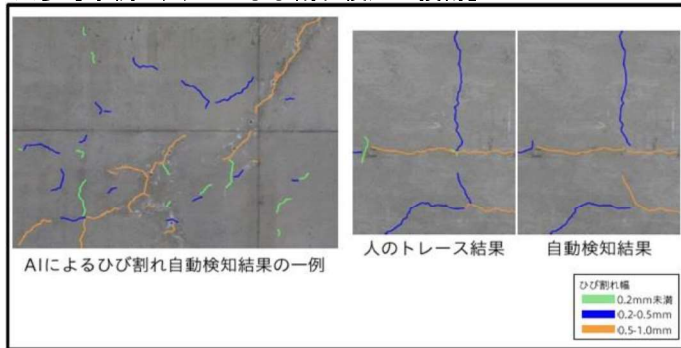 AIによるひび割れ自動検知結果の一例
人のトレース結果
自動検知結果
ひび割れ幅
0.2mm未満
0.2-0.5mm
0.5-1.0mm